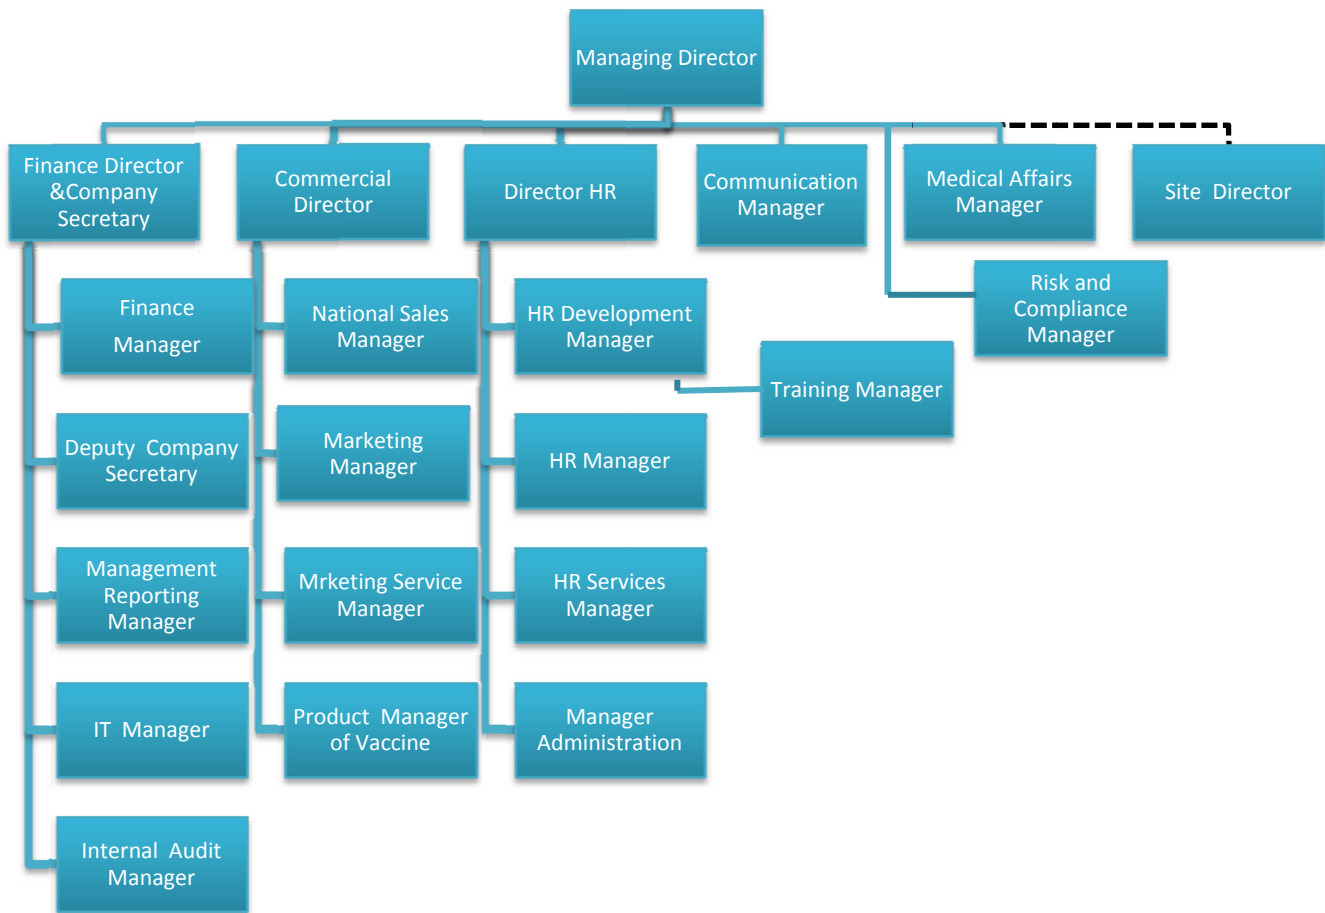 Managing Director
Finance Director
&Company
Secretary
Commercial
Director
Director HR
Communication
Manager
Medical Affairs
Manager
Site Director
Finance
Manager
National Sales
Manager
HR Development
Manager
Risk and
Compliance
Manager
Training Manager
Deputy Company
Secretary
Marketing
Manager
HR Manager
Management
Reporting
Manager
Mrketing Service
Manager
HR Services
Manager
IT Manager
Product Manager
of Vaccine
Manager
Administration
Internal Audit
Manager